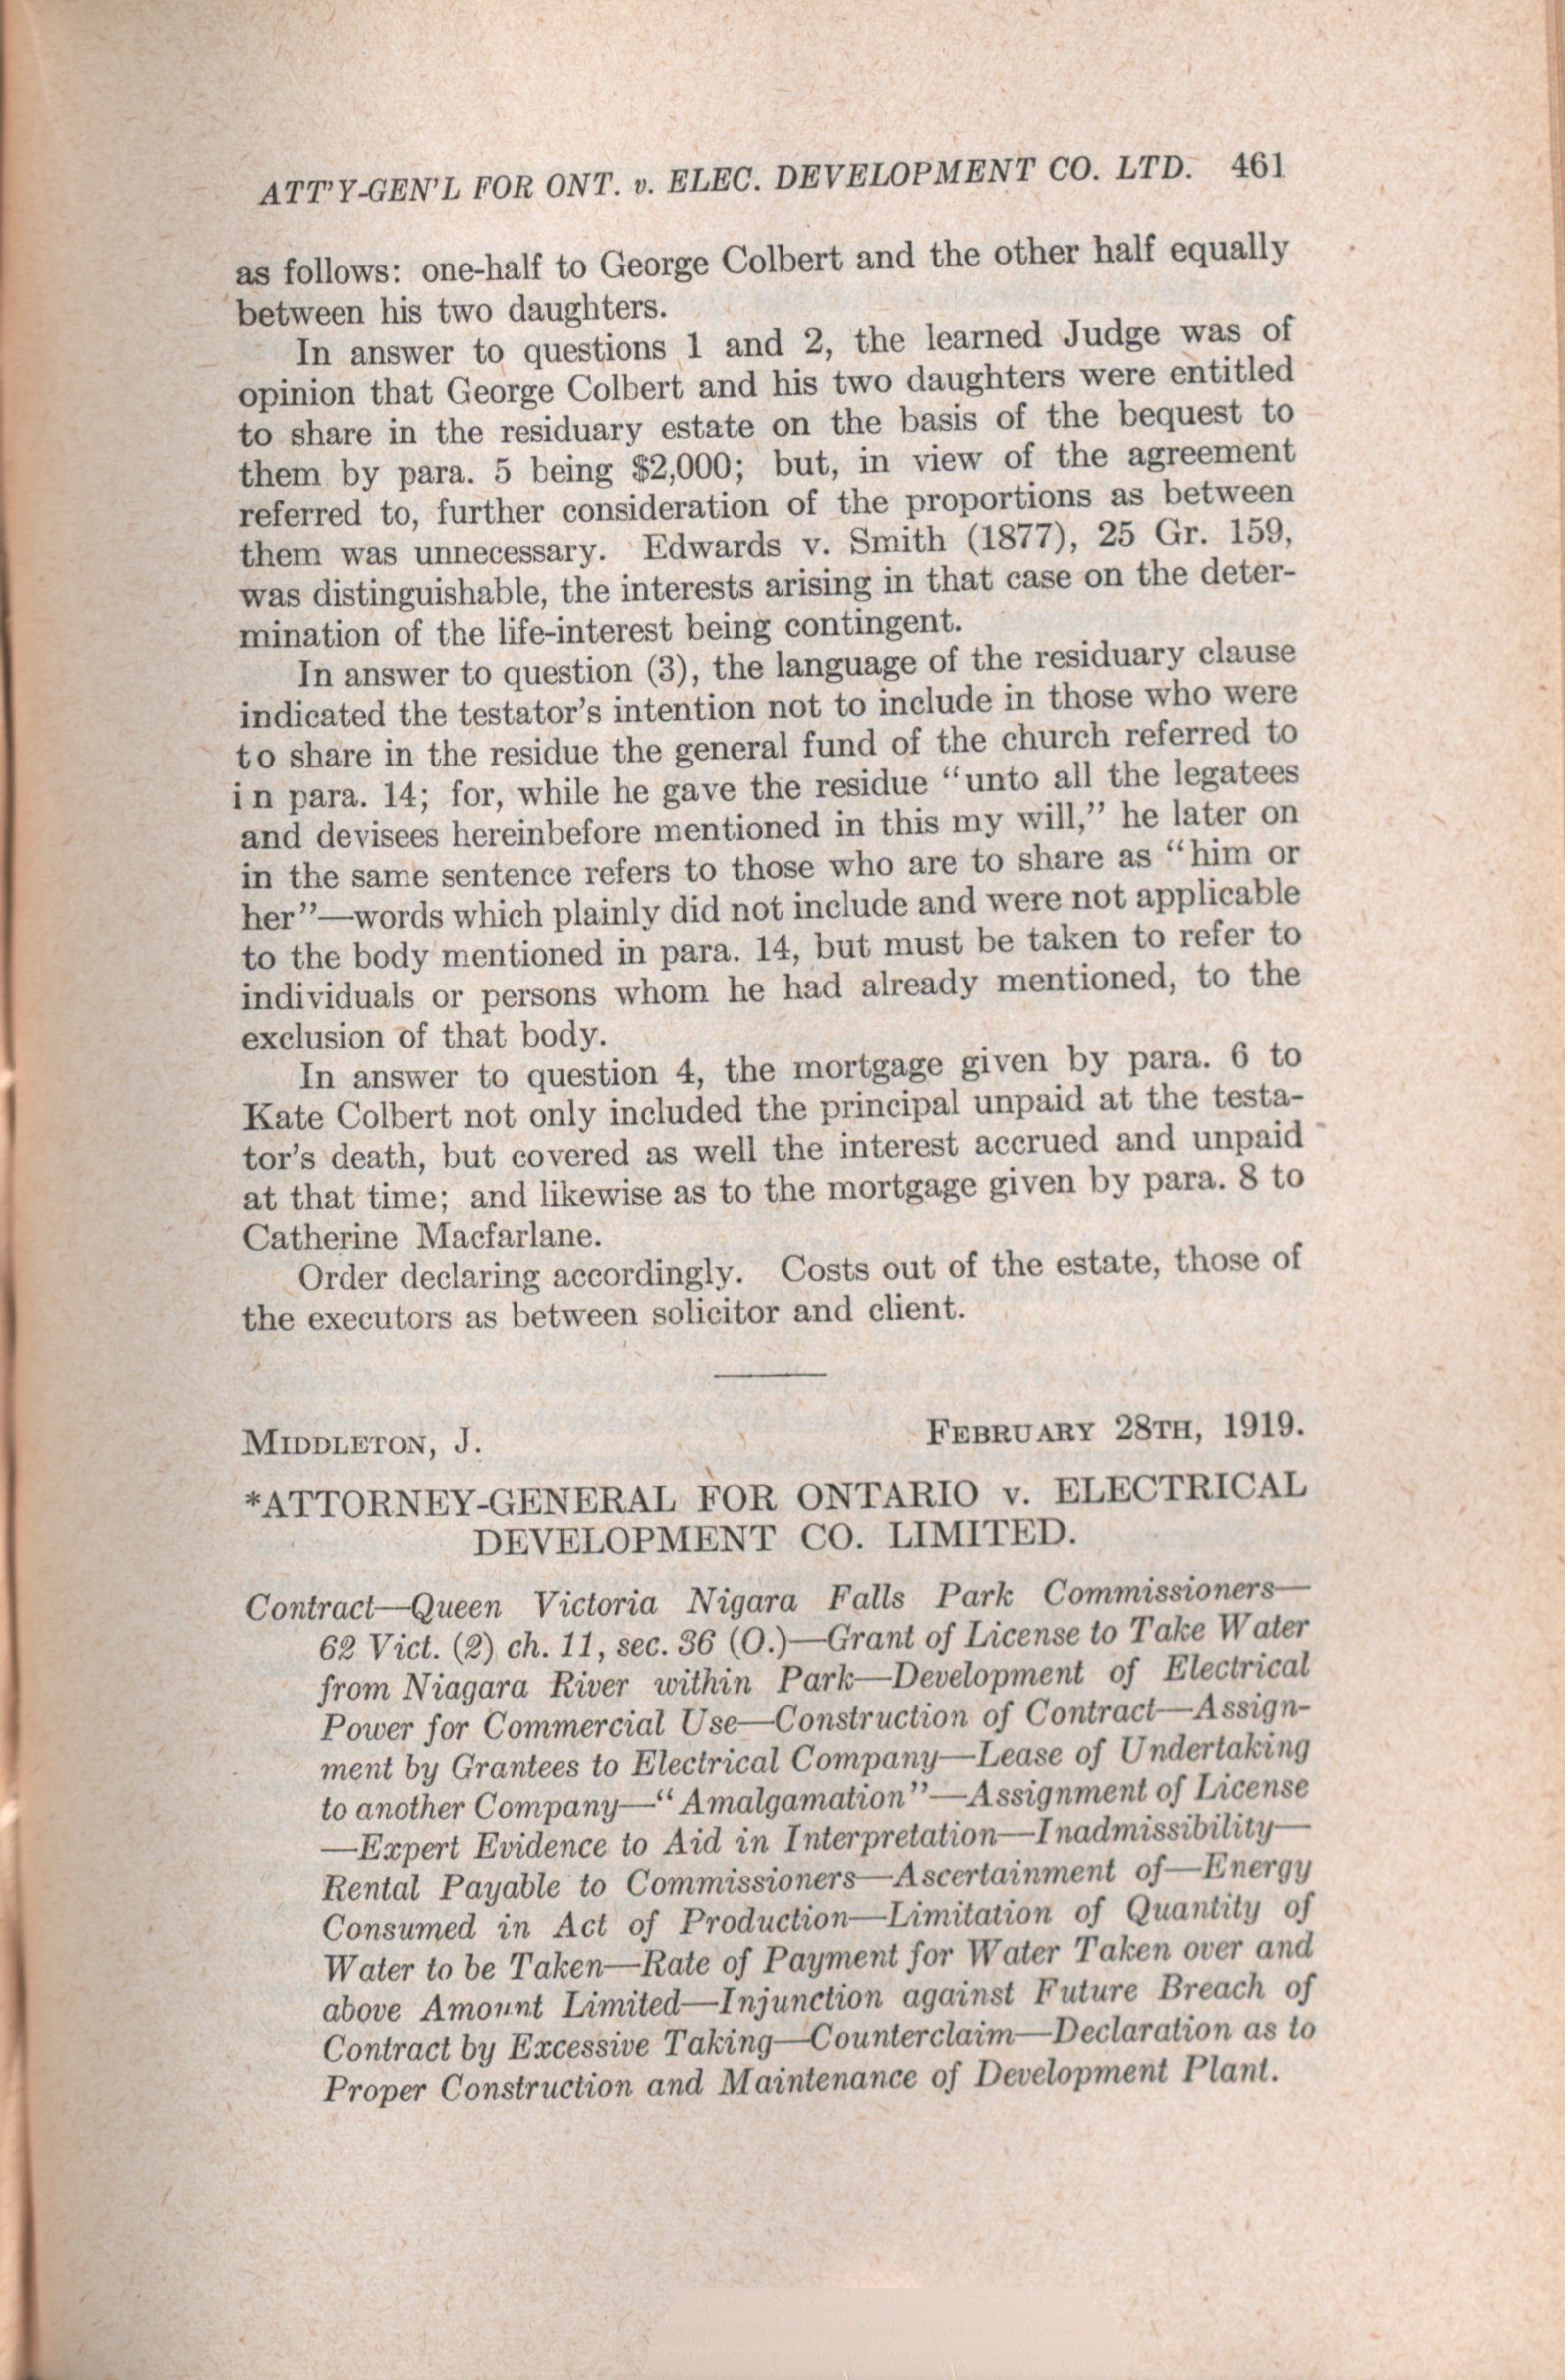 ATT'Y-GEN'L FOR ONT. v. ELEC. DEVELOPMENT CO. LTD. 461
as follows: one-half to George Colbert and the other half equally
between his two daughters.
In answer to questions 1 and 2, the learned Judge was of
opinion that George Colbert and his two daughters were entitled
to share in the residuary estate on the basis of the bequest to
them by para. 5 being $2,000; but, in view of the agreement
referred to, further consideration of the proportions as between
them was unnecessary. Edwards v. Smith (1877), 25 Gr. 159,
was distinguishable, the interests arising in that case on the deter-
mination of the life-interest being contingent.
In answer to question (3), the language of the residuary clause
indicated the testator's intention not to include in those who were
to share in the residue the general fund of the church referred to
in para. 14; for, while he gave the residue "unto all the legatees
and devisees hereinbefore mentioned in this my will," he later on
in the same sentence refers to those who are to share as "him or
her"—words which plainly did not include and were not applicable
to the body mentioned in para. 14, but must be taken to refer to
individuals or persons whom he had already mentioned, to the
exclusion of that body.
In answer to question 4, the mortgage given by para. 6 to
Kate Colbert not only included the principal unpaid at the testa-
tor's death, but covered as well the interest accrued and unpaid
at that time; and likewise as to the mortgage given by para. 8 to
Catherine Macfarlane.
Order declaring accordingly. Costs out of the estate, those of
the executors as between solicitor and client.
MIDDLETON, J. FEBRUARY 28TH, 1919.
*ATTORNEY-GENERAL FOR ONTARIO v. ELECTRICAL
DEVELOPMENT CO. LIMITED.
Contract—Queen Victoria Nigara Falls Park Commissioners—
62 Vict. (2) ch. 11, sec. 36 (O.)—Grant of License to Take Water
from Niagara River within Park—Development of Electrical
Power for Commercial Use—Construction of Contract—Assign-
ment by Grantees to Electrical Company—Lease of Undertaking
to another Company—"Amalgamation"—Assignment of License
—Expert Evidence to Aid in Interpretation—Inadmissibility—
Rental Payable to Commissioners—Ascertainment of—Energy
Consumed in Act of Production—Limitation of Quantity of
Water to be Taken—Rate of Payment for Water Taken over and
above Amount Limited—Injunction against Future Breach of
Contract by Excessive Taking—Counterclaim—Declaration as to
Proper Construction and Maintenance of Development Plant.